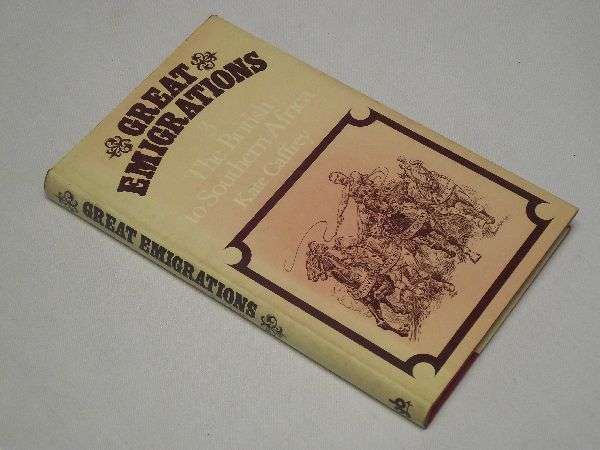 GREAT
EMIGRATIONS
3
The British
to Southern Africa
Kate Caffrey
GREAT EMIGRATIONS